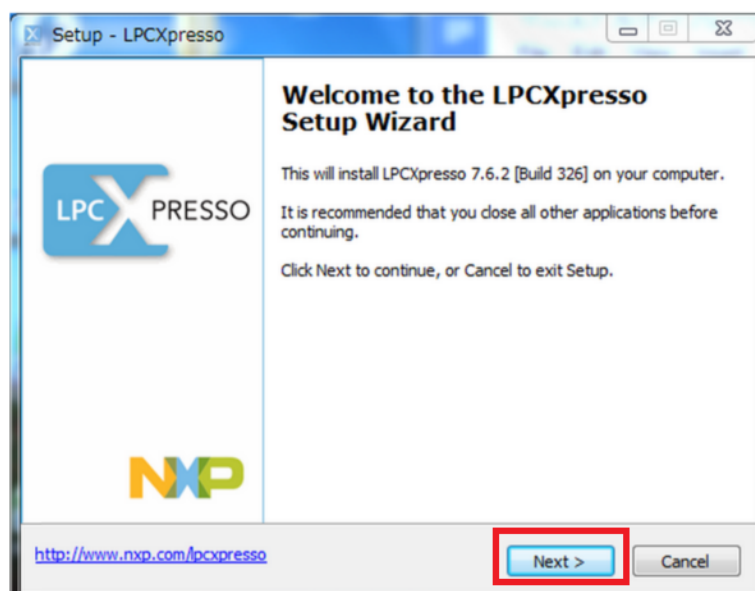 Setup - LPCXpresso
Welcome to the LPCXpresso
Setup Wizard
This will install LPCXpresso 7.6.2 [Build 326] on your computer.
It is recommended that you close all other applications before
continuing.
Click Next to continue, or Cancel to exit Setup.
LPC XPRESSO
NXP
http://www.nxp.com/lpcxpresso
Next >
Cancel